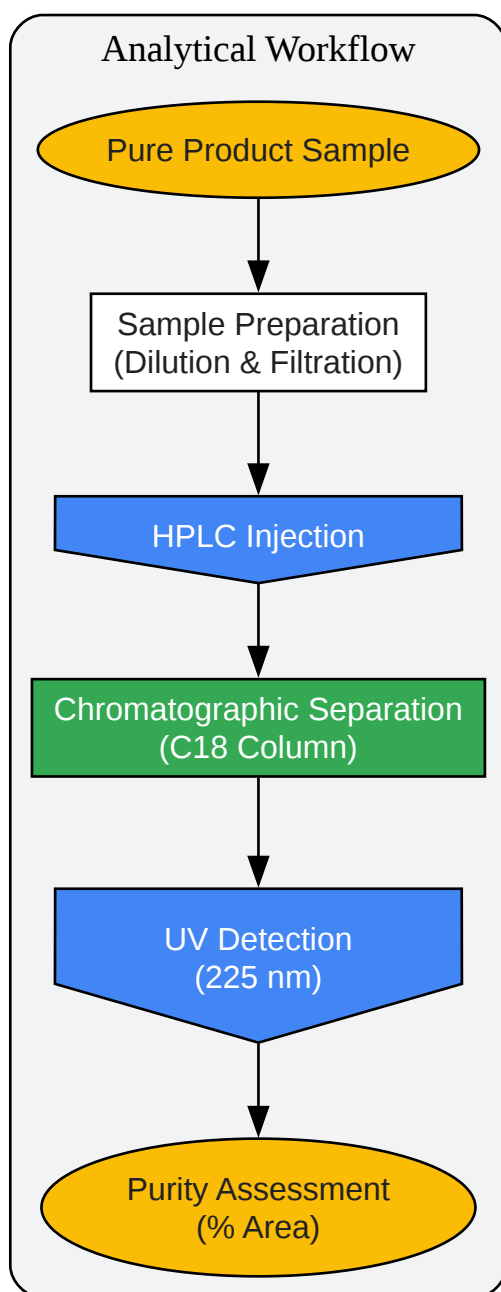 Analytical Workflow
Pure Product Sample
Sample Preparation
(Dilution & Filtration)
HPLC Injection
Chromatographic Separation
(C18 Column)
UV Detection
(225 nm)
Purity Assessment
(% Area)